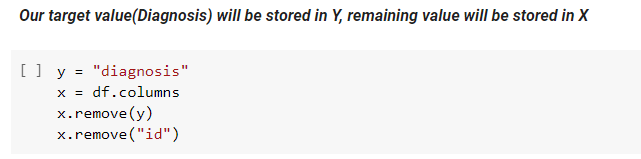 Our target value(Diagnosis) will be stored in Y, remaining value will be stored in X
[ ] y = "diagnosis"
x = df.columns
x.remove(y)
x.remove("id")